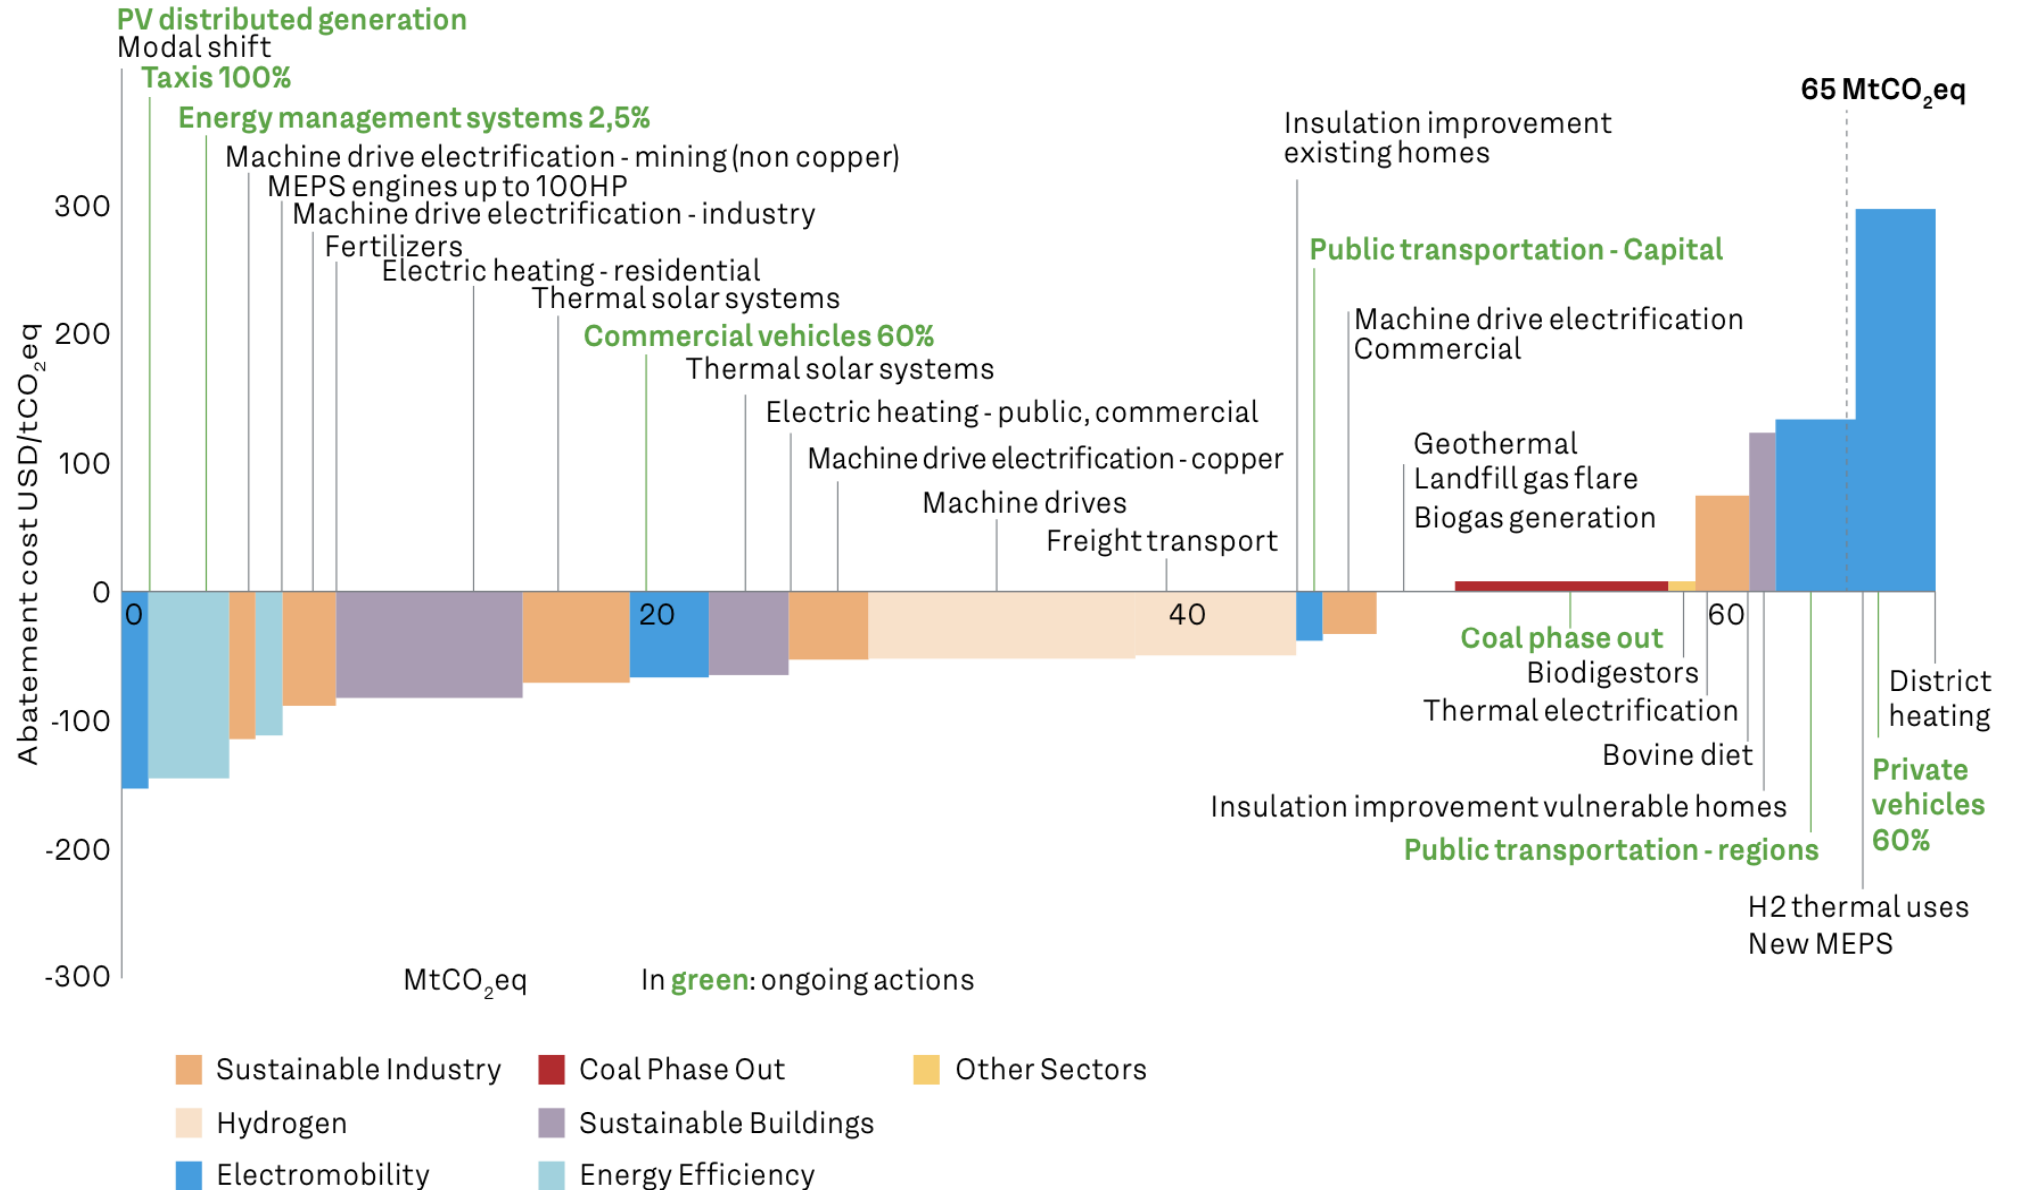 PV distributed generation
Modal shift
Taxis 100%
Energy management systems 2,5%
Machine drive electrification - mining (non copper)
MEPS engines up to 100HP
Machine drive electrification - industry
Fertilizers
Electric heating - residential
Thermal solar systems
Commercial vehicles 60%
Thermal solar systems
Electric heating - public, commercial
Machine drive electrification - copper
Machine drives
Freight transport
Insulation improvement
existing homes
Public transportation - Capital
Machine drive electrification
Commercial
Geothermal
Landfill gas flare
Biogas generation
65 MtCO₂eq
Abatement cost USD/tCO₂eq
300
200
100
0
-100
-200
-300
0
20
40
60
Coal phase out
Biodigestors
Thermal electrification
Bovine diet
Insulation improvement vulnerable homes
Public transportation - regions
District
heating
Private
vehicles
60%
H2 thermal uses
New MEPS
MtCO₂eq
In green: ongoing actions
Sustainable Industry
Coal Phase Out
Other Sectors
Hydrogen
Sustainable Buildings
Electromobility
Energy Efficiency